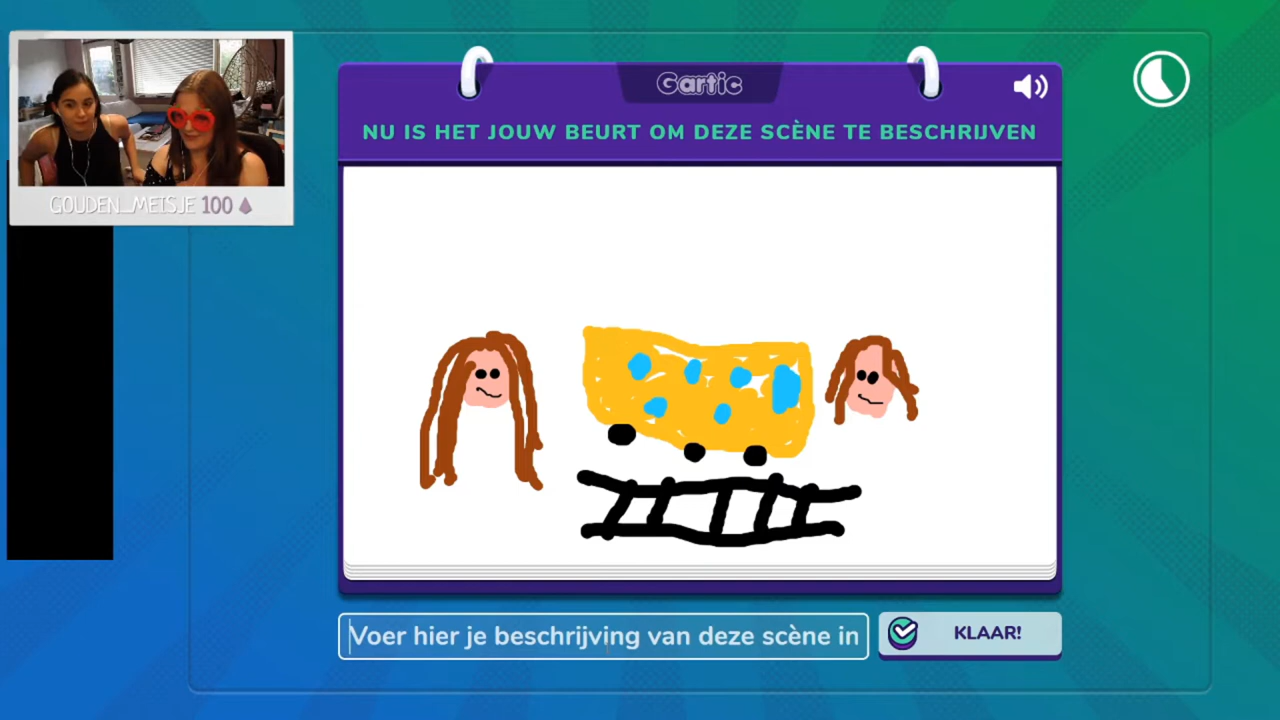 Gartic
NU IS HET JOUW BEURT OM DEZE SCÈNE TE BESCHRIJVEN
GOUDEN_METSJE 100
Voer hier je beschrijving van deze scène in
KLAAR!